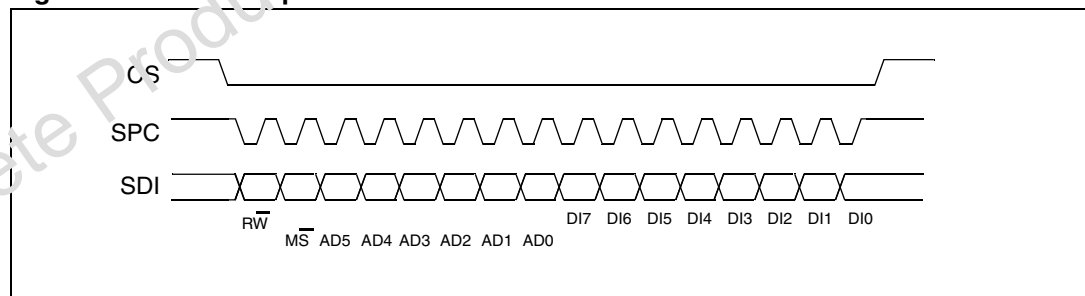 CS
SPC
SDI
RW
DI7 DI6 DI5 DI4 DI3 DI2 DI1 DI0
MS AD5 AD4 AD3 AD2 AD1 AD0